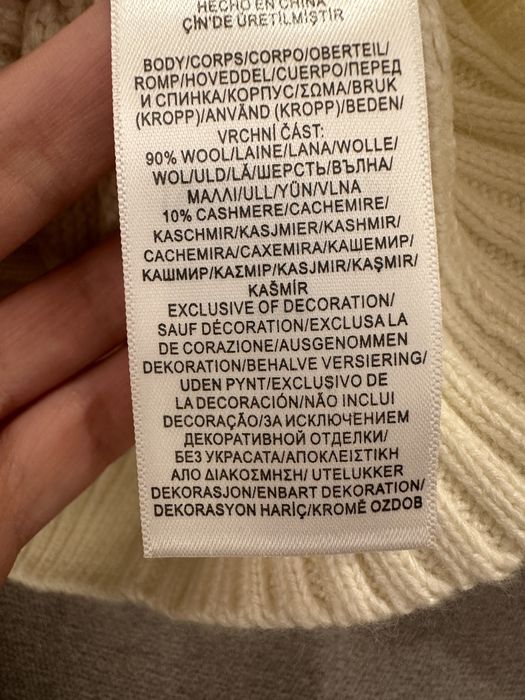 HECHO EN CHINA
ÇİN'DE ÜRETİLMİŞTİR
BODY/CORPS/CORPO/OBERTEIL/
ROMP/HOVEDDEL/CUERPO/ПЕРЕД
И СПИНКА/КОРПУС/ΣΩΜΑ/BRUK
(KROPP)/ANVÄND (KROPP)/BEDEN/
VRCHNÍ ČÁST:
90% WOOL/LAINE/LANA/WOLLE/
WOL/ULD/LÃ/ШЕРСТЬ/ВЪЛНА/
ΜΑΛΛΙ/ULL/YÜN/VLNA
10% CASHMERE/CACHEMIRE/
KASCHMIR/KASJMIER/KASHMIR/
CACHEMIRA/CAXEMIRA/КАШЕМИР/
КАШМИР/ΚΑΣΜΙΡ/KASJMIR/KAŞMİR/
KAŠMÍR
EXCLUSIVE OF DECORATION/
SAUF DÉCORATION/EXCLUSA LA
DE CORAZIONE/AUSGENOMMEN
DEKORATION/BEHALVE VERSIERING/
UDEN PYNT/EXCLUSIVO DE
LA DECORACIÓN/NÃO INCLUI
DECORAÇÃO/ЗА ИСКЛЮЧЕНИЕМ
ДЕКОРАТИВНОЙ ОТДЕЛКИ/
БЕЗ УКРАСАТА/ΑΠΟΚΛΕΙΣΤΙΚΗ
ΑΠΟ ΔΙΑΚΟΣΜΗΣΗ/ UTELUKKER
DEKORASJON/ENBART DEKORATION/
DEKORASYON HARİÇ/KROMĚ OZDOB